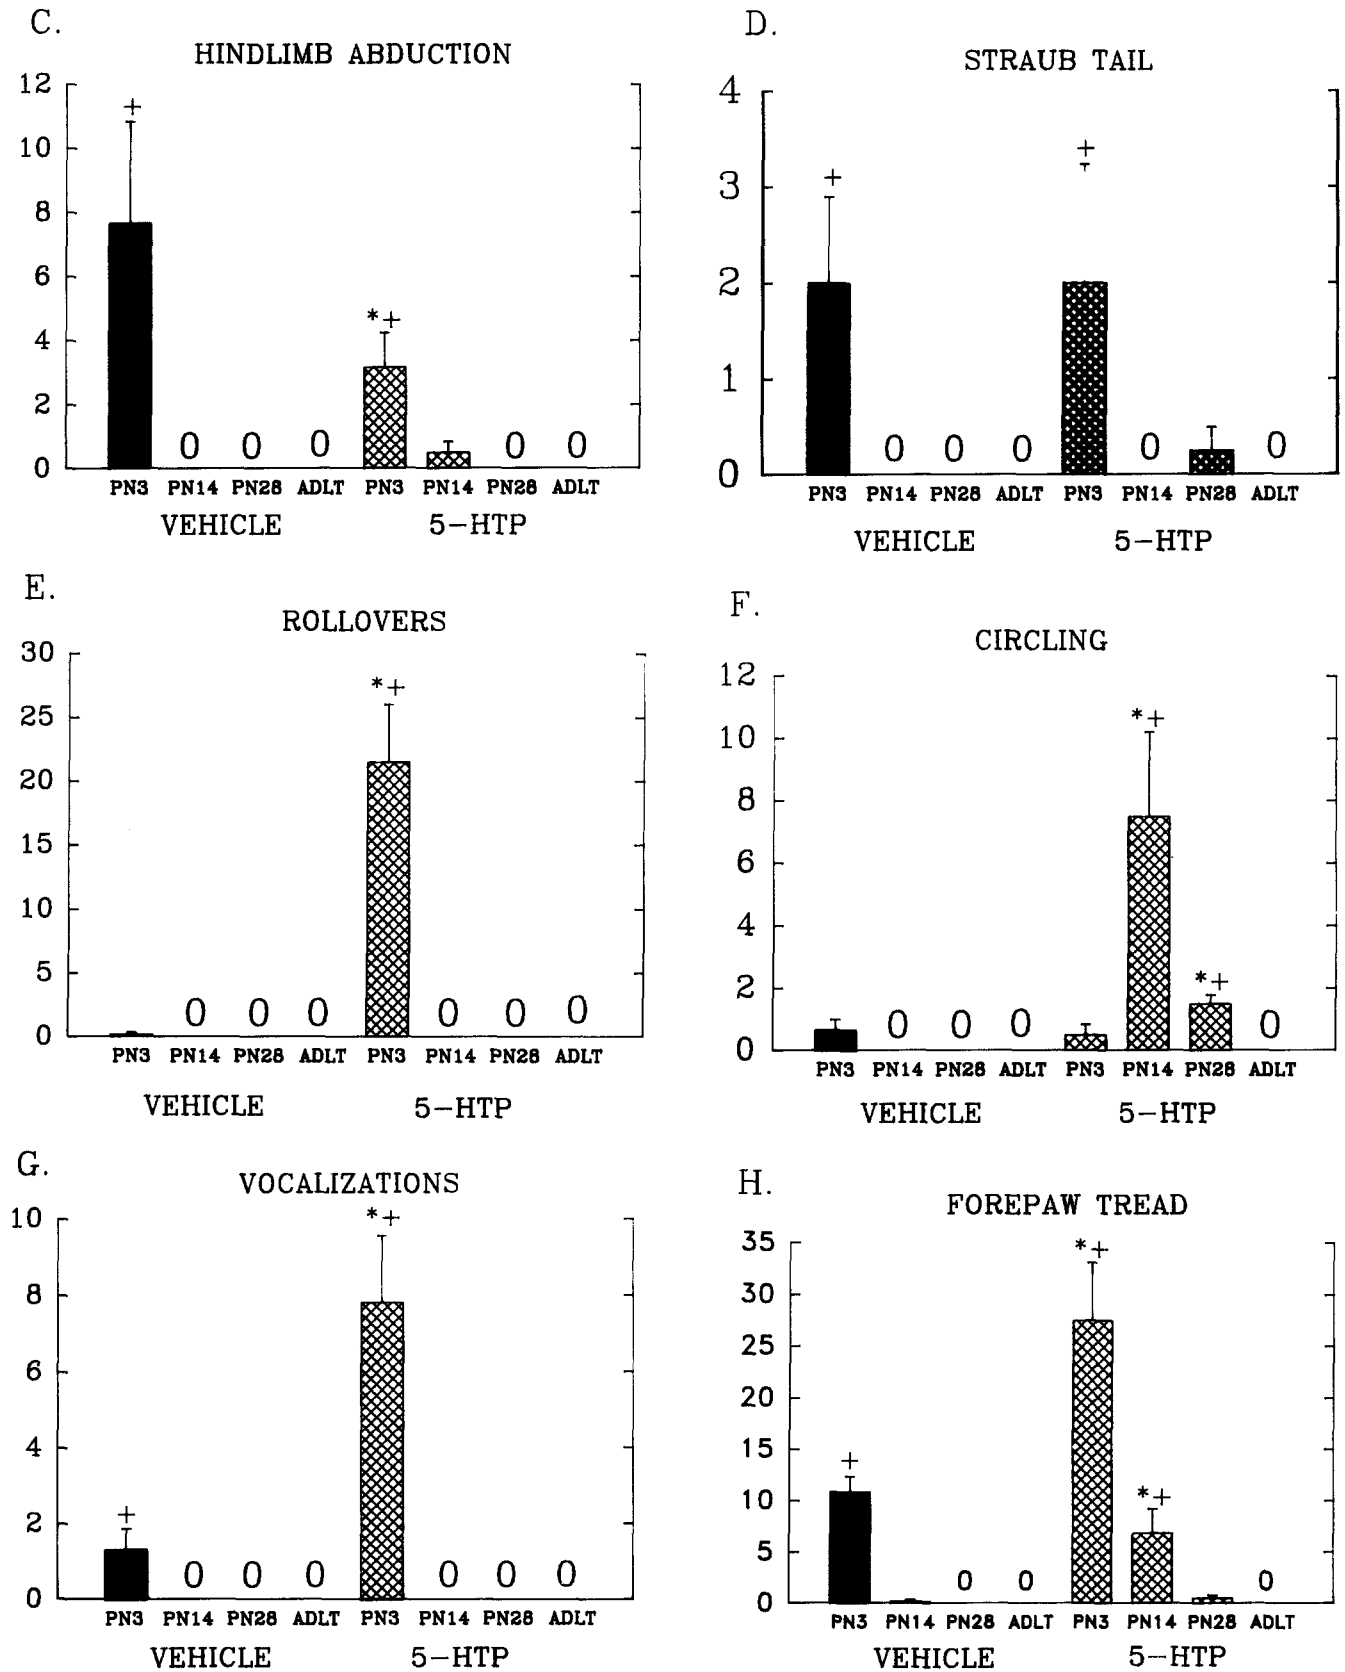 C.
HINDLIMB ABDUCTION
12
10
8
6
4
2
0
+
*+
0 0 0 0 0
PN3 PN14 PN28 ADLT PN3 PN14 PN28 ADLT
VEHICLE 5-HTP
D.
STRAUB TAIL
4
3
2
1
0
+
+
0 0 0 0 0
PN3 PN14 PN28 ADLT PN3 PN14 PN28 ADLT
VEHICLE 5-HTP
E.
ROLLOVERS
30
25
20
15
10
5
0
*+
0 0 0 0 0 0
PN3 PN14 PN28 ADLT PN3 PN14 PN28 ADLT
VEHICLE 5-HTP
F.
CIRCLING
12
10
8
6
4
2
0
*+
*+
0 0 0 0
PN3 PN14 PN28 ADLT PN3 PN14 PN28 ADLT
VEHICLE 5-HTP
G.
VOCALIZATIONS
10
8
6
4
2
0
+
*+
0 0 0 0 0 0
PN3 PN14 PN28 ADLT PN3 PN14 PN28 ADLT
VEHICLE 5-HTP
H.
FOREPAW TREAD
35
30
25
20
15
10
5
0
+
*+
*+
0 0 0
PN3 PN14 PN28 ADLT PN3 PN14 PN28 ADLT
VEHICLE 5-HTP